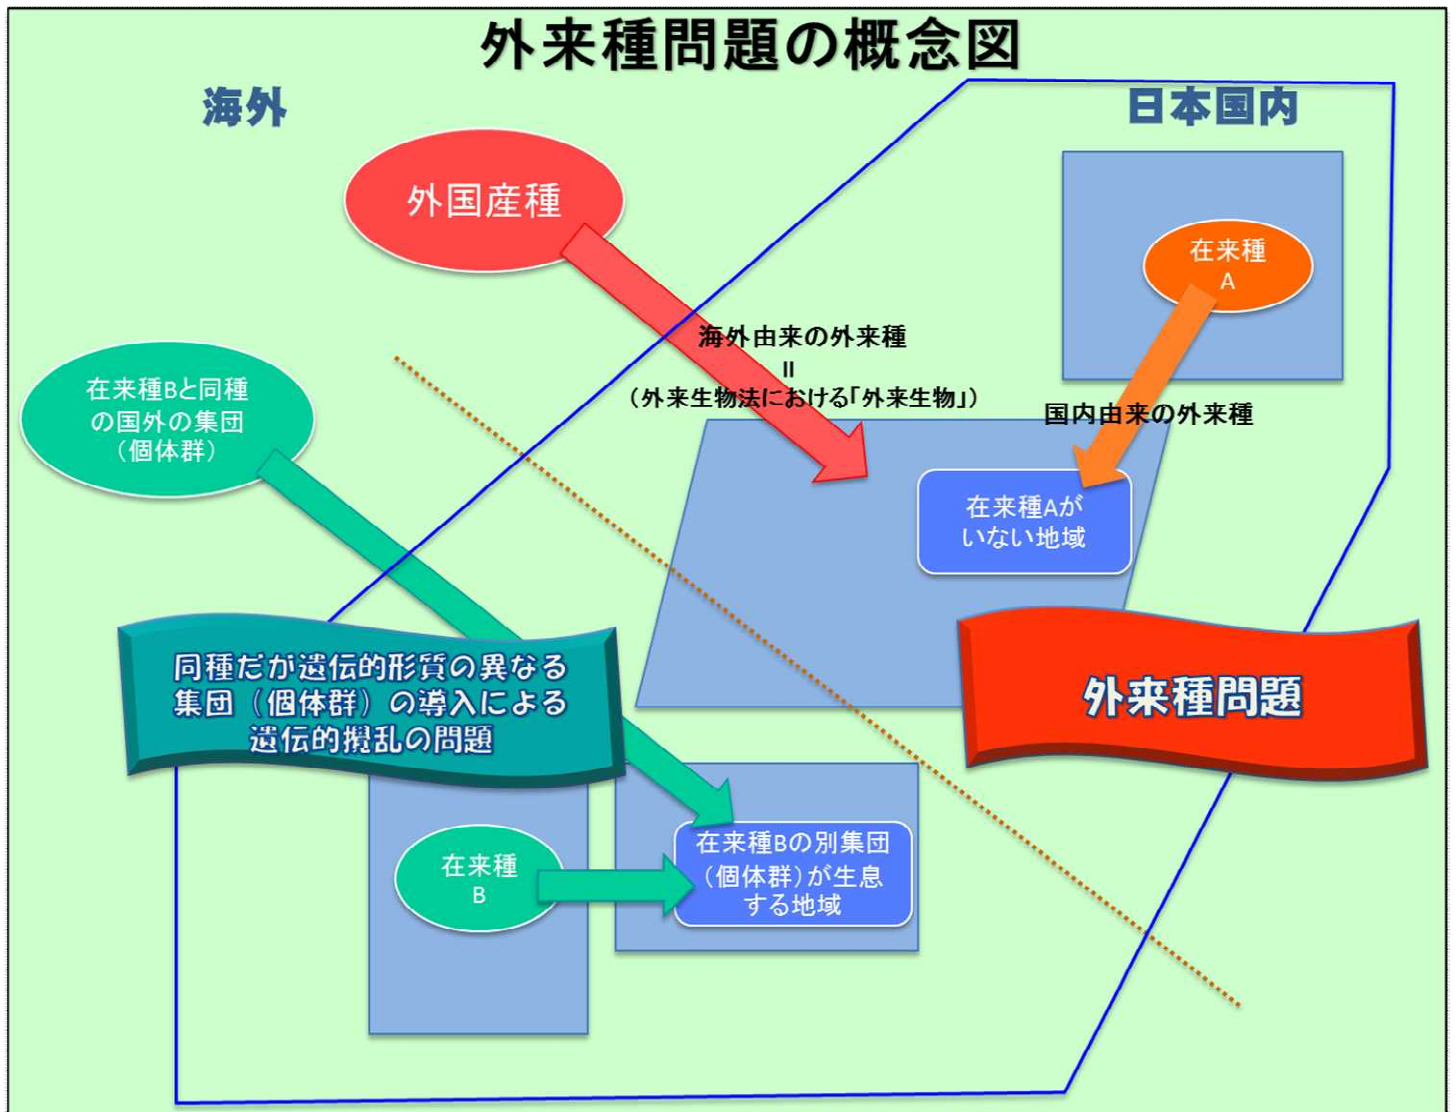 外来種問題の概念図
海外
日本国内
外国産種
在来種
A
海外由来の外来種
=
（外来生物法における「外来生物」）
国内由来の外来種
在来種Bと同種
の国外の集団
（個体群）
在来種Aが
いない地域
同種だが遺伝的形質の異なる
集団（個体群）の導入による
遺伝的攪乱の問題
外来種問題
在来種
B
在来種Bの別集団
（個体群）が生息
する地域